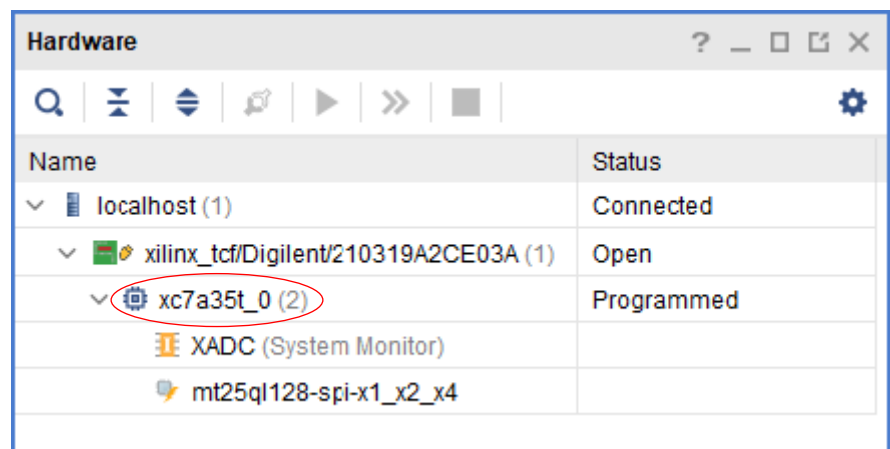 Hardware
Name Status
localhost (1) Connected
xilinx_tcf/Digilent/210319A2CE03A (1) Open
xc7a35t_0 (2) Programmed
XADC (System Monitor)
mt25ql128-spi-x1_x2_x4